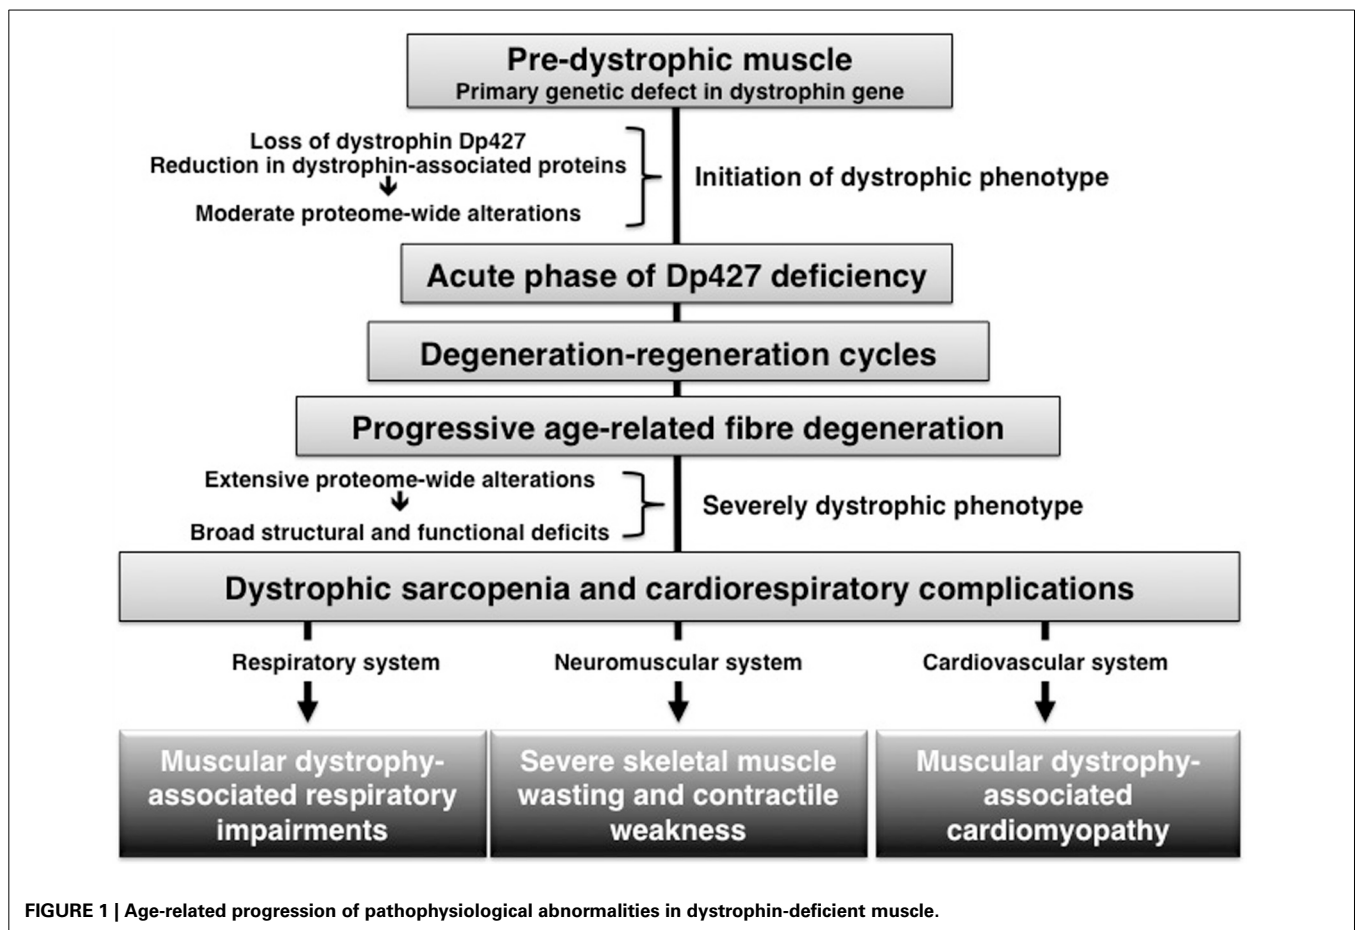 Pre-dystrophic muscle
Primary genetic defect in dystrophin gene
Loss of dystrophin Dp427
Reduction in dystrophin-associated proteins
Moderate proteome-wide alterations
Initiation of dystrophic phenotype
Acute phase of Dp427 deficiency
Degeneration-regeneration cycles
Progressive age-related fibre degeneration
Extensive proteome-wide alterations
Broad structural and functional deficits
Severely dystrophic phenotype
Dystrophic sarcopenia and cardiorespiratory complications
Respiratory system
Neuromuscular system
Cardiovascular system
Muscular dystrophy-
associated respiratory
impairments
Severe skeletal muscle
wasting and contractile
weakness
Muscular dystrophy-
associated
cardiomyopathy
FIGURE 1 | Age-related progression of pathophysiological abnormalities in dystrophin-deficient muscle.